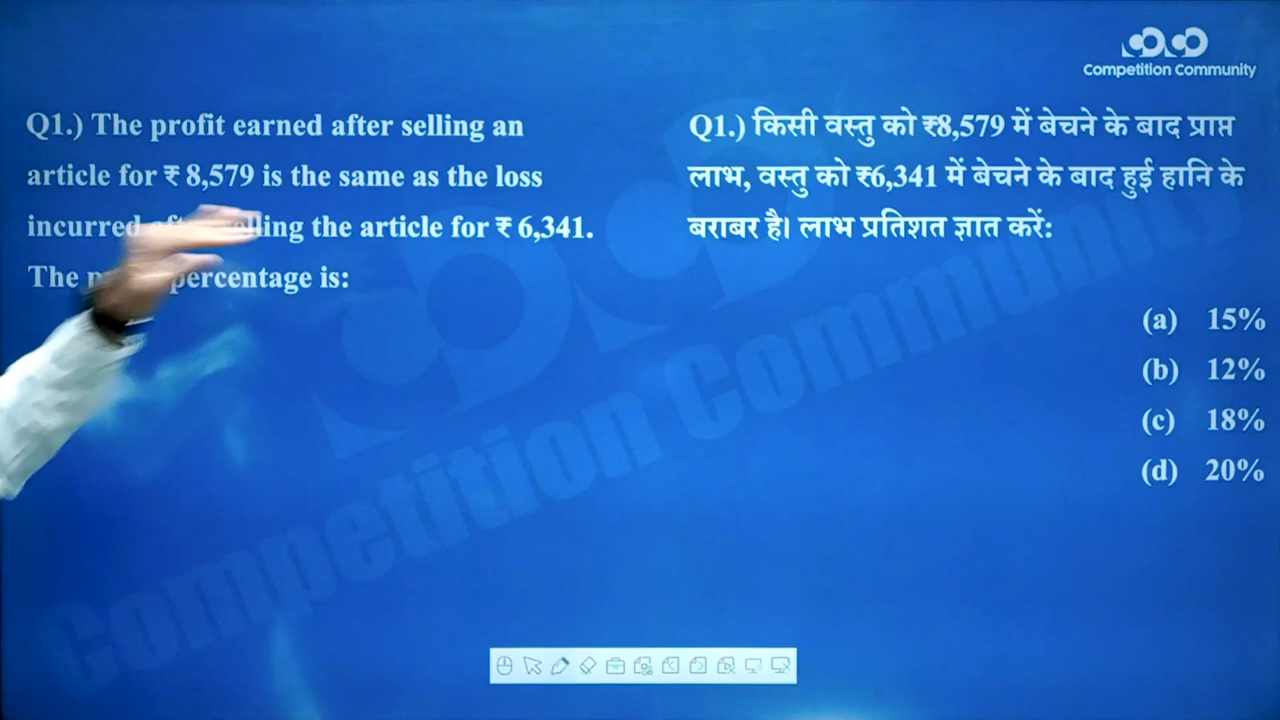 Competition Community
Q1.) The profit earned after selling an
article for ₹ 8,579 is the same as the loss
incurred selling the article for ₹ 6,341.
The percentage is:
Q1.) किसी वस्तु को ₹8,579 में बेचने के बाद प्राप्त
लाभ, वस्तु को ₹6,341 में बेचने के बाद हुई हानि के
बराबर है। लाभ प्रतिशत ज्ञात करें:
(a) 15%
(b) 12%
(c) 18%
(d) 20%
Competition Community